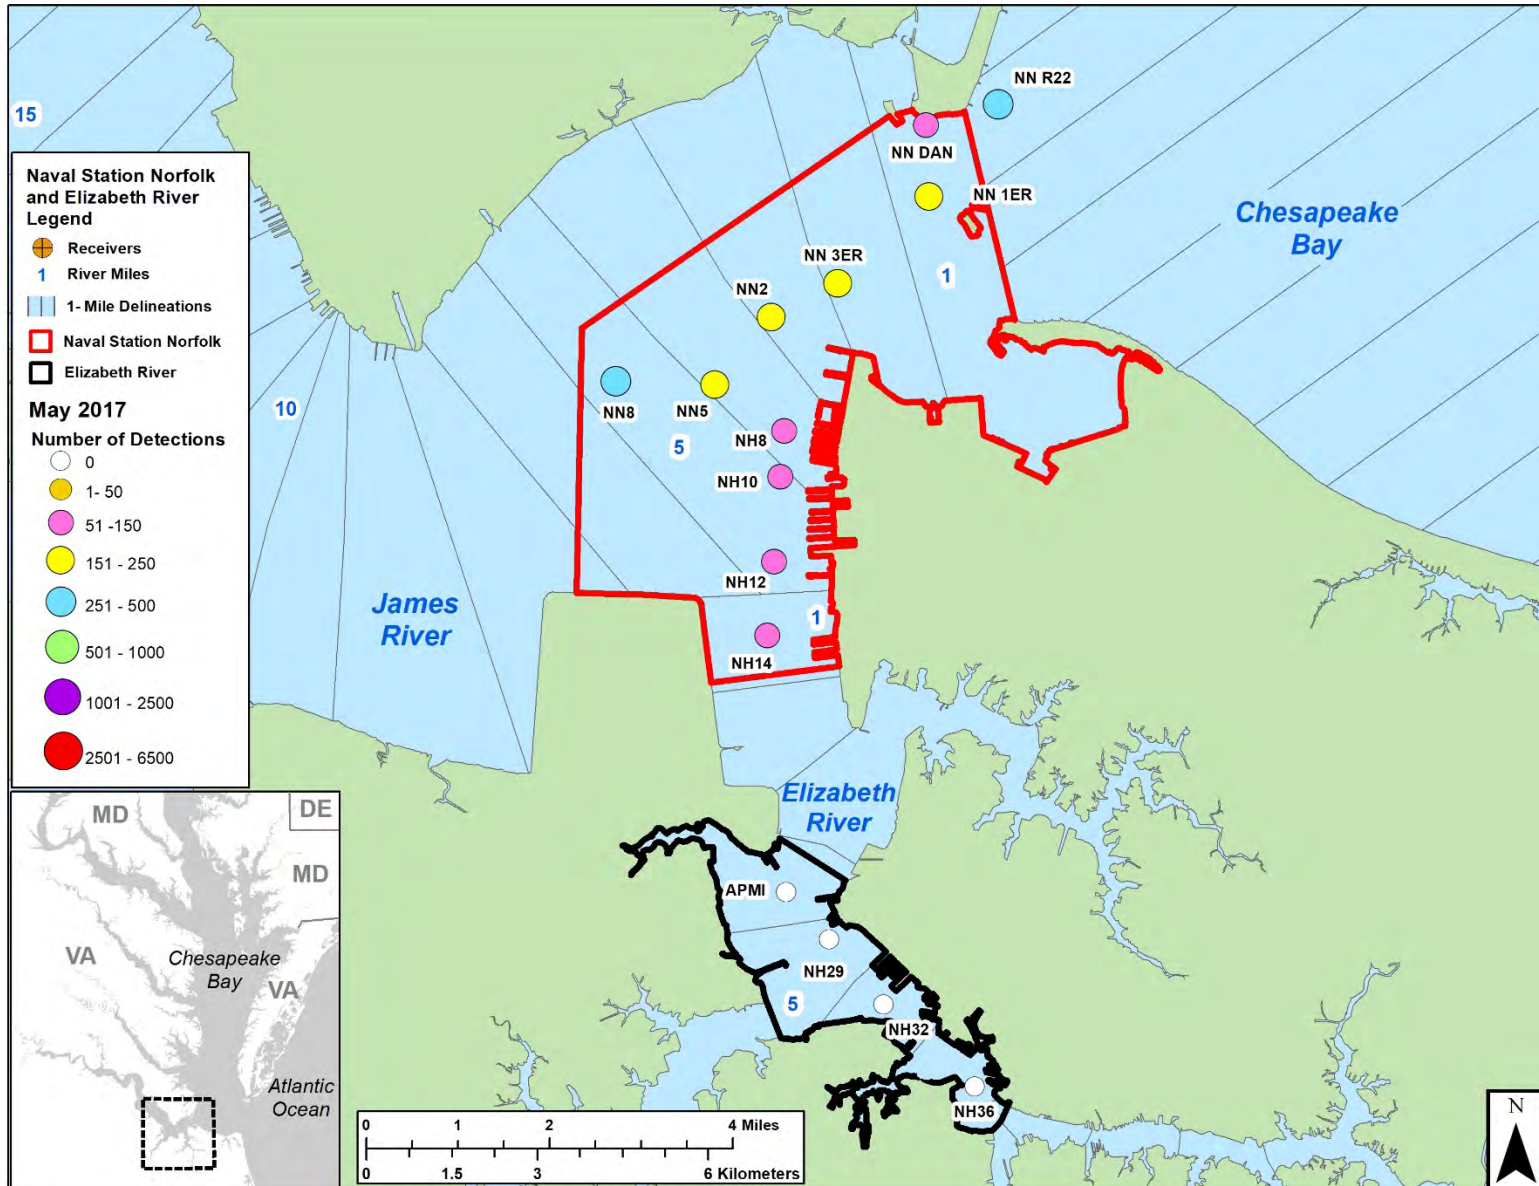 NN R22
15
NN DAN
Naval Station Norfolk
and Elizabeth River
Legend
Receivers
1 River Miles
1- Mile Delineations
Naval Station Norfolk
Elizabeth River
May 2017
Number of Detections
0
1- 50
51 -150
151 - 250
251 - 500
501 - 1000
1001 - 2500
2501 - 6500
NN 1ER
Chesapeake
Bay
NN 3ER
1
NN2
NN8
NN5
10
5
NH8
NH10
NH12
James
River
1
NH14
Elizabeth
River
APMI
NH29
5
NH32
NH36
MD
DE
MD
VA
Chesapeake
Bay
VA
Atlantic
Ocean
0 1 2 4 Miles
0 1.5 3 6 Kilometers
N